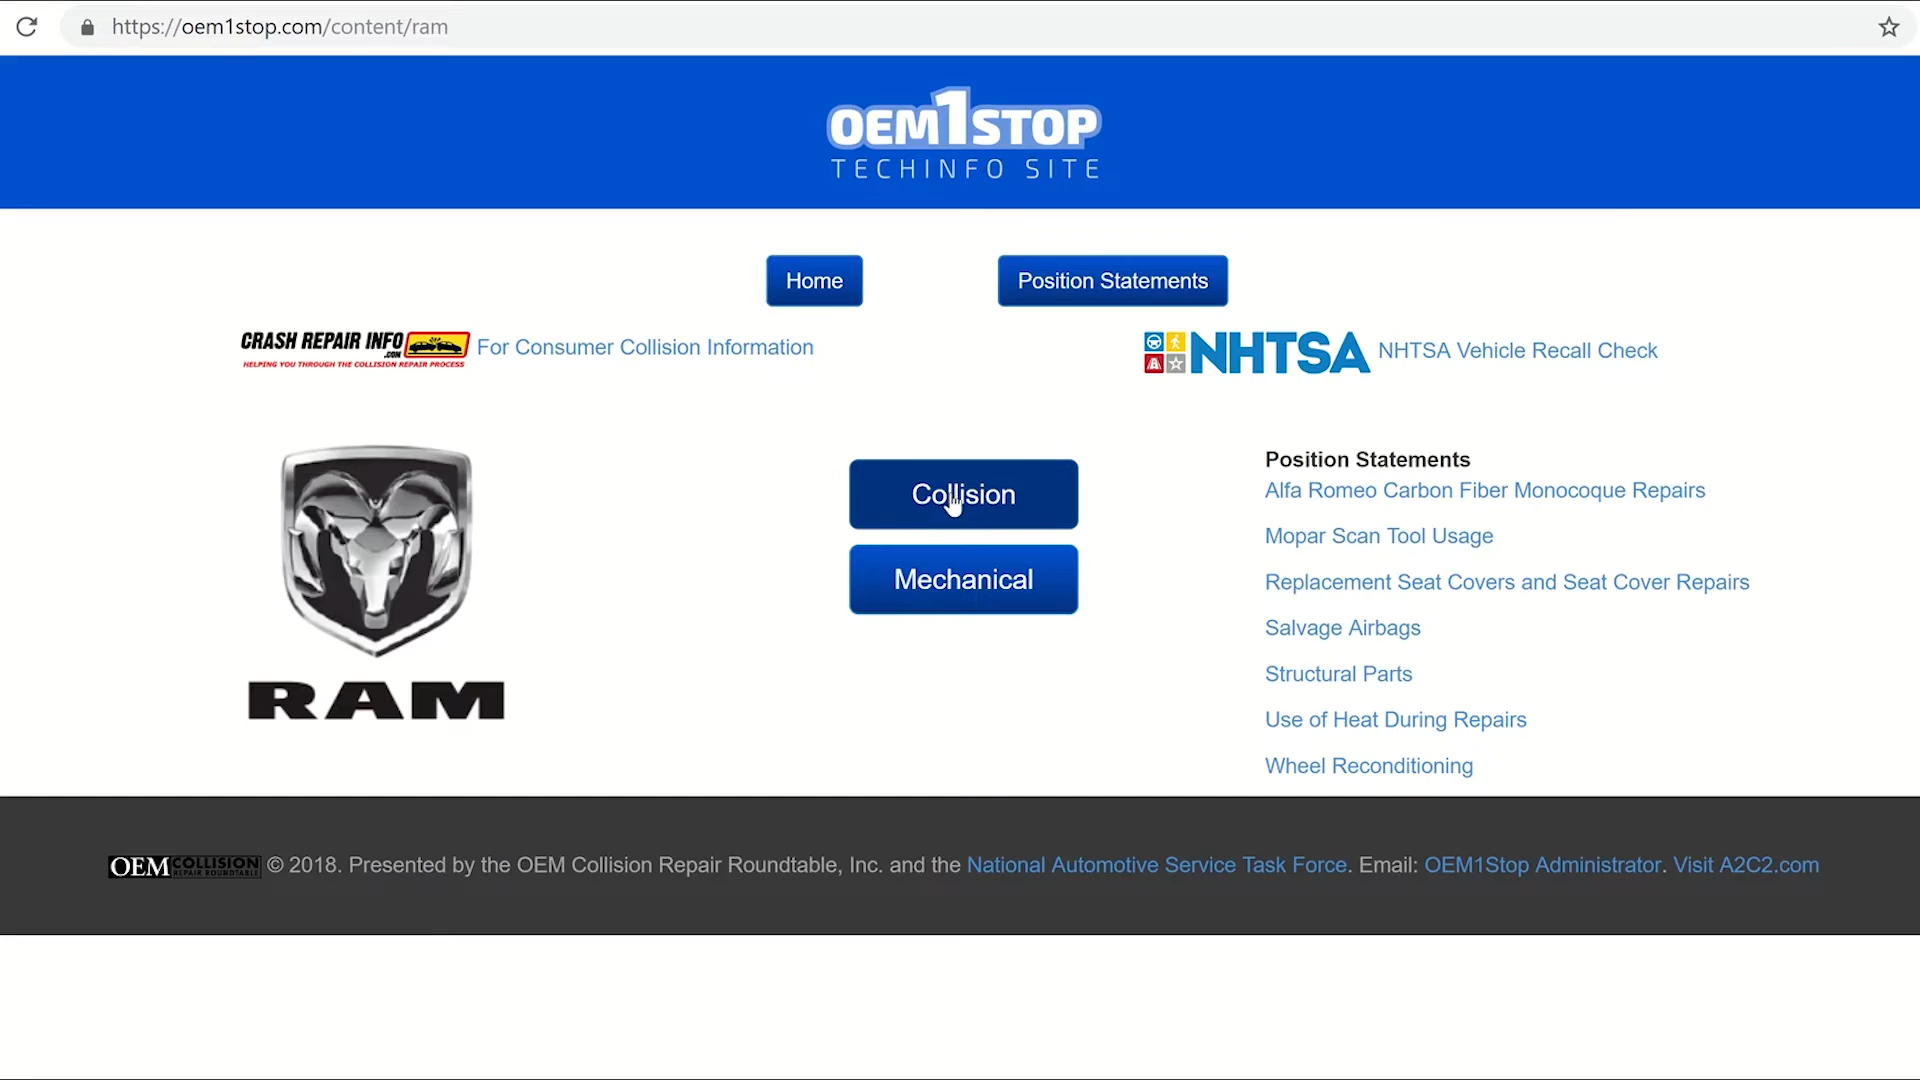 https://oem1stop.com/content/ram
OEM1STOP
TECHINFO SITE
Home
Position Statements
CRASH REPAIR INFO
.COM
HELPING YOU THROUGH THE COLLISION REPAIR PROCESS
For Consumer Collision Information
NHTSA
NHTSA Vehicle Recall Check
RAM
Collision
Mechanical
Position Statements
Alfa Romeo Carbon Fiber Monocoque Repairs
Mopar Scan Tool Usage
Replacement Seat Covers and Seat Cover Repairs
Salvage Airbags
Structural Parts
Use of Heat During Repairs
Wheel Reconditioning
OEM COLLISION
REPAIR ROUNDTABLE
© 2018. Presented by the OEM Collision Repair Roundtable, Inc. and the National Automotive Service Task Force. Email: OEM1Stop Administrator. Visit A2C2.com